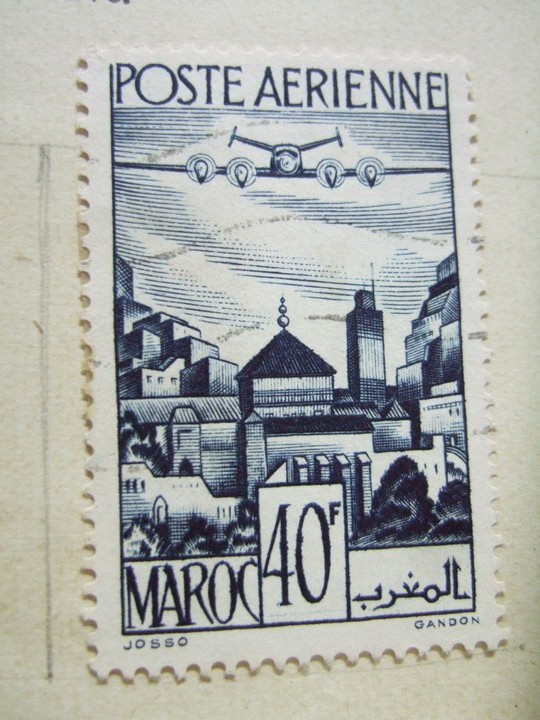 POSTE AERIENNE
40F
MAROC المغرب
JOSSO GANDON